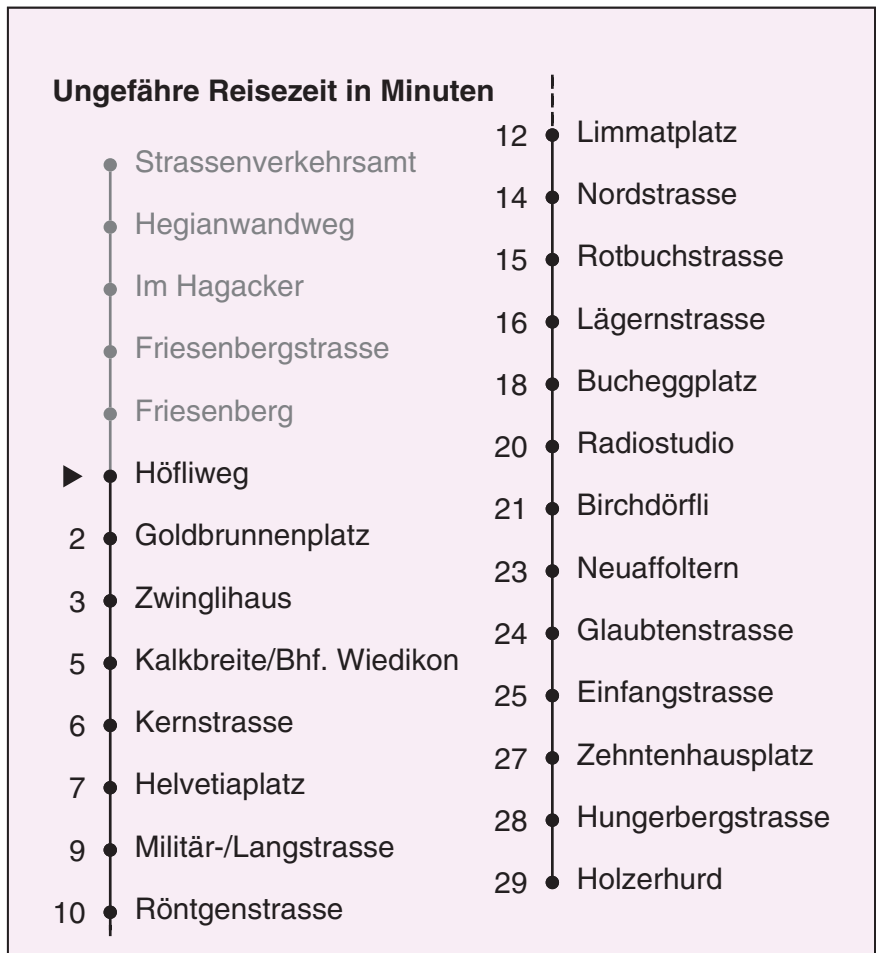 Ungefähre Reisezeit in Minuten
Strassenverkehrsamt
Hegianwandweg
Im Hagacker
Friesenbergstrasse
Friesenberg
Höfliweg
2 Goldbrunnenplatz
3 Zwinglihaus
5 Kalkbreite/Bhf. Wiedikon
6 Kernstrasse
7 Helvetiaplatz
9 Militär-/Langstrasse
10 Röntgenstrasse
12 Limmatplatz
14 Nordstrasse
15 Rotbuchstrasse
16 Lägernstrasse
18 Bucheggplatz
20 Radiostudio
21 Birchdörfli
23 Neuaffoltern
24 Glaubtenstrasse
25 Einfangstrasse
27 Zehntenhausplatz
28 Hungerbergstrasse
29 Holzerhurd